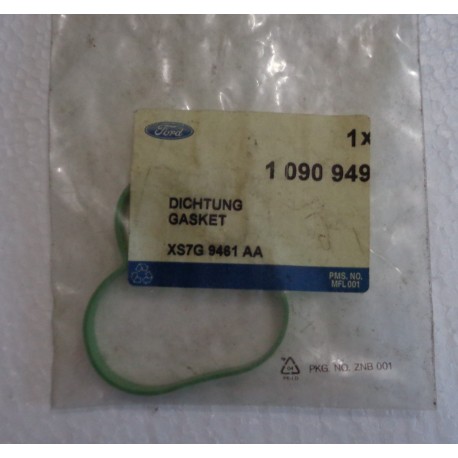 Ford
1x
1 090 949
DICHTUNG
GASKET
XS7G 9461 AA
PMS. NO.
MFL001
PKG. NO. ZNB 001